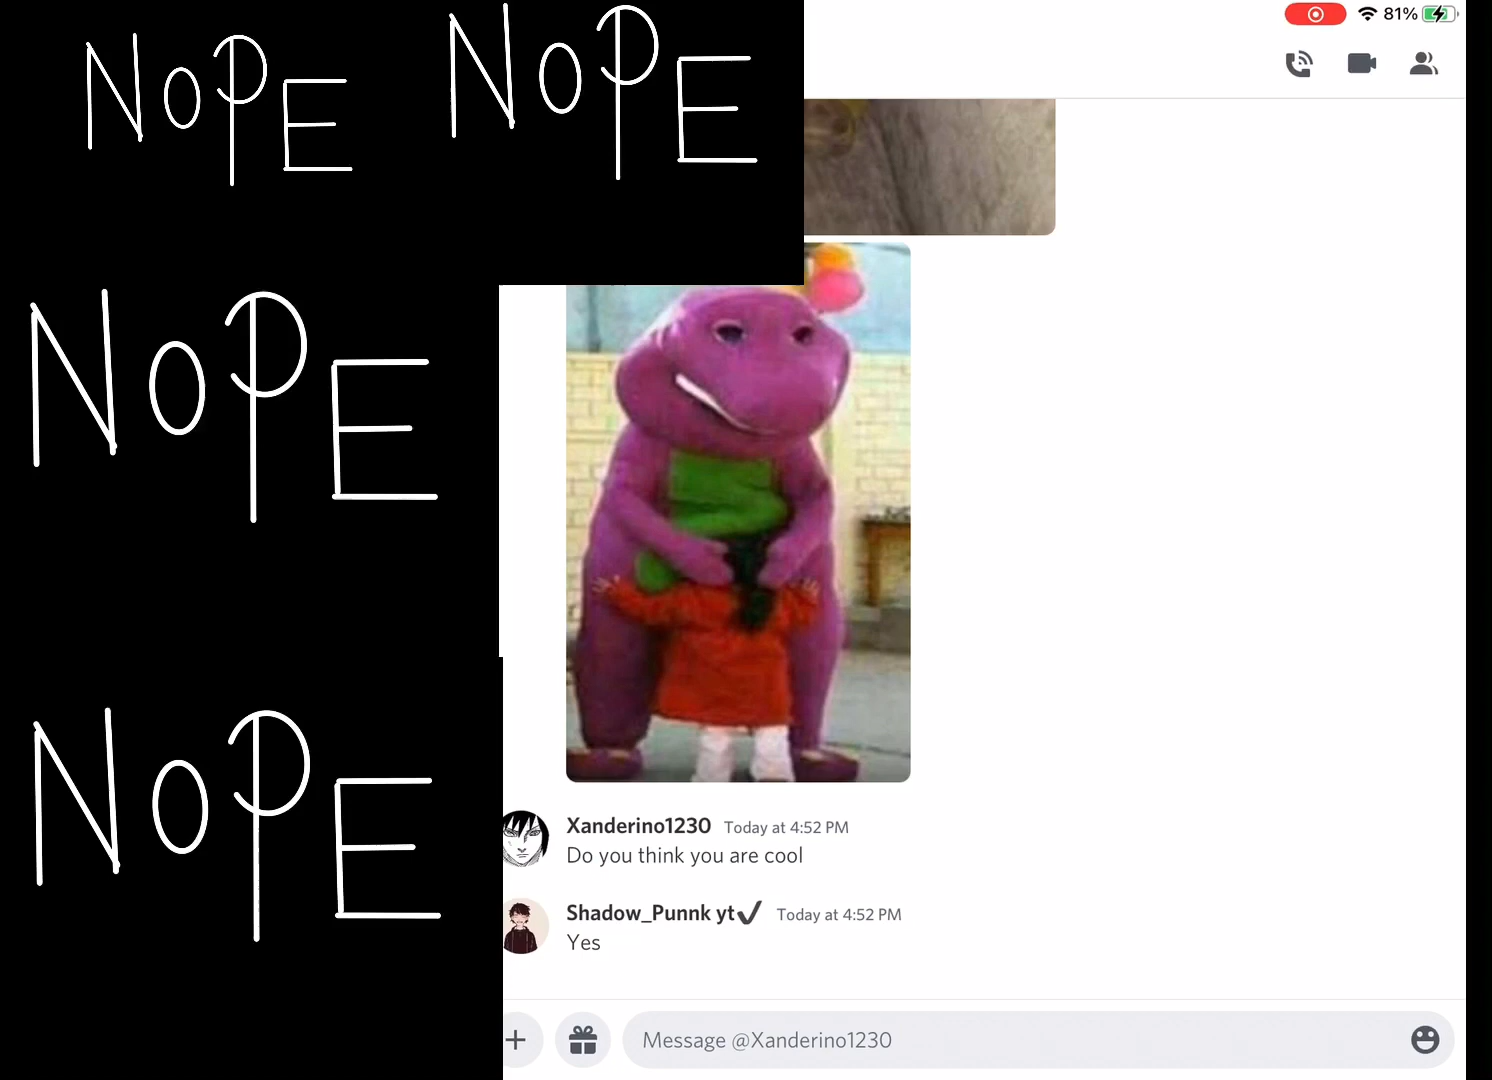 NOPE NOPE
81%
NOPE
NOPE
Xanderino1230 Today at 4:52 PM
Do you think you are cool
Shadow_Punnk yt✔ Today at 4:52 PM
Yes
Message @Xanderino1230